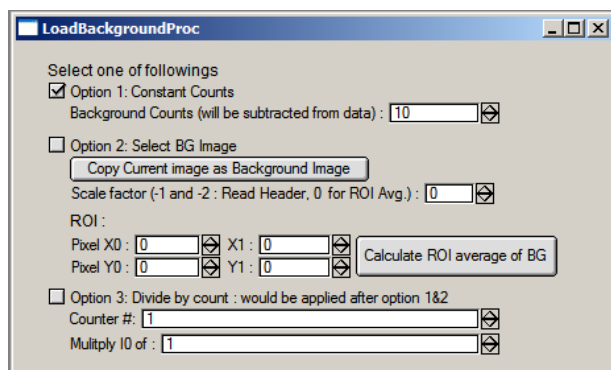 LoadBackgroundProc
Select one of followings
Option 1: Constant Counts
Background Counts (will be subtracted from data) : 10
Option 2: Select BG Image
Copy Current image as Background Image
Scale factor (-1 and -2 : Read Header, 0 for ROI Avg.) : 0
ROI :
Pixel X0 : 0 X1 : 0
Pixel Y0 : 0 Y1 : 0
Calculate ROI average of BG
Option 3: Divide by count : would be applied after option 1&2
Counter #: 1
Mulitply I0 of : 1